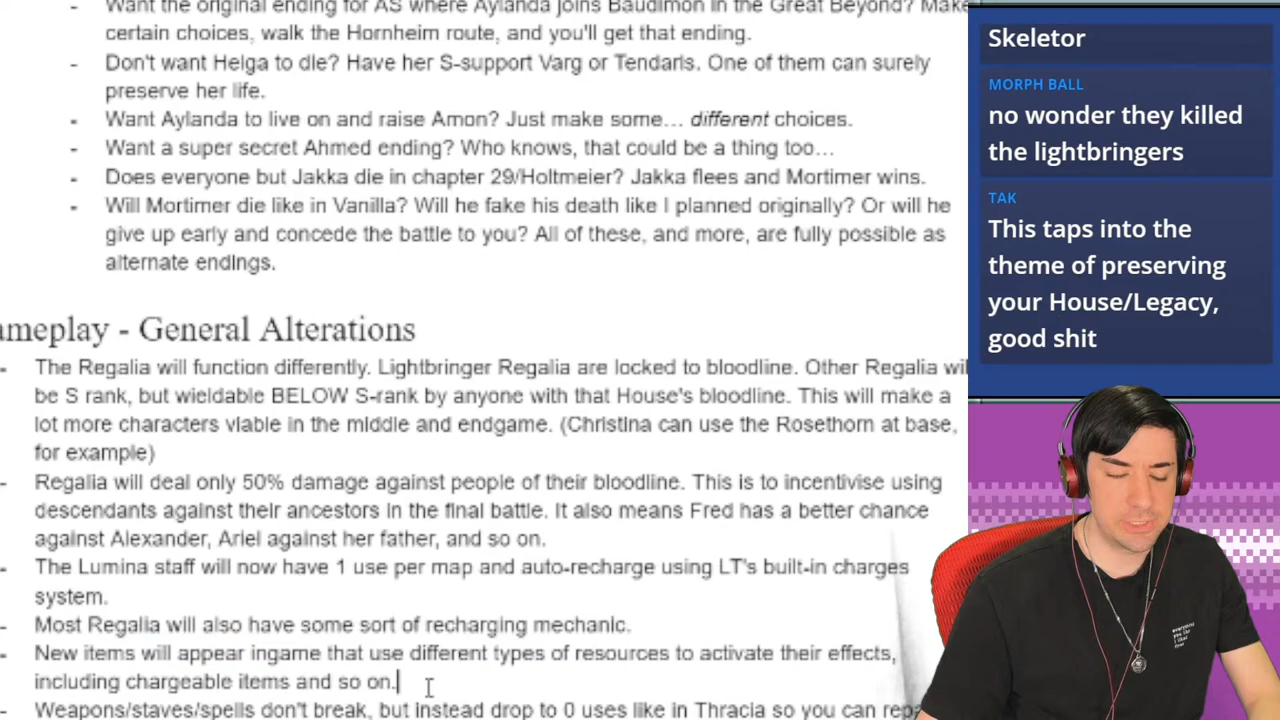 - Want the original ending for AS where Aylanda joins Baudimon in the Great Beyond? Make
certain choices, walk the Hornheim route, and you'll get that ending.
- Don't want Helga to die? Have her S-support Varg or Tendaris. One of them can surely
preserve her life.
- Want Aylanda to live on and raise Amon? Just make some… different choices.
- Want a super secret Ahmed ending? Who knows, that could be a thing too…
- Does everyone but Jakka die in chapter 29/Holtmeier? Jakka flees and Mortimer wins.
- Will Mortimer die like in Vanilla? Will he fake his death like I planned originally? Or will he
give up early and concede the battle to you? All of these, and more, are fully possible as
alternate endings.
ameplay - General Alterations
- The Regalia will function differently. Lightbringer Regalia are locked to bloodline. Other Regalia wil
be S rank, but wieldable BELOW S-rank by anyone with that House's bloodline. This will make a
lot more characters viable in the middle and endgame. (Christina can use the Rosethorn at base,
for example)
- Regalia will deal only 50% damage against people of their bloodline. This is to incentivise using
descendants against their ancestors in the final battle. It also means Fred has a better chance
against Alexander, Ariel against her father, and so on.
- The Lumina staff will now have 1 use per map and auto-recharge using LT's built-in charges
system.
- Most Regalia will also have some sort of recharging mechanic.
- New items will appear ingame that use different types of resources to activate their effects,
including chargeable items and so on.
- Weapons/staves/spells don't break, but instead drop to 0 uses like in Thracia so you can repa
Skeletor
MORPH BALL
no wonder they killed
the lightbringers
TAK
This taps into the
theme of preserving
your House/Legacy,
good shit